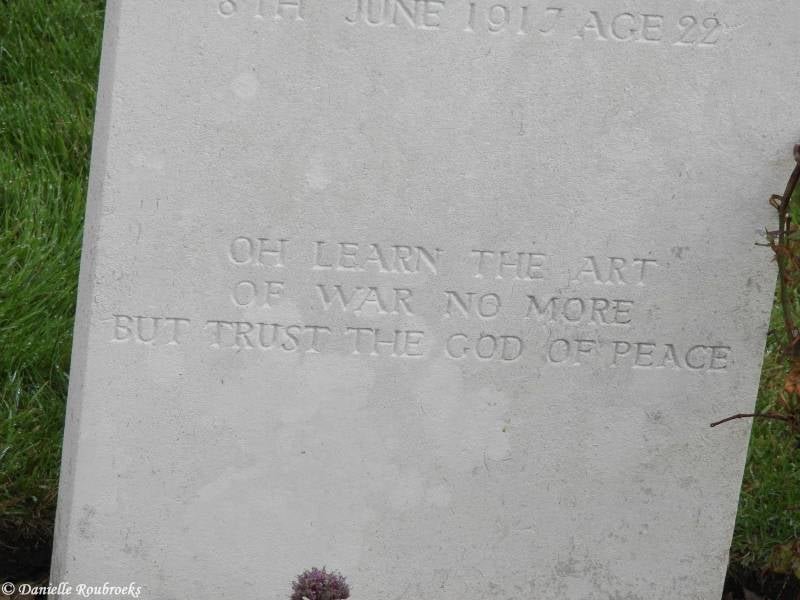 8TH JUNE 1917 AGE 22
OH LEARN THE ART
OF WAR NO MORE
BUT TRUST THE GOD OF PEACE
© Danielle Roubroeks